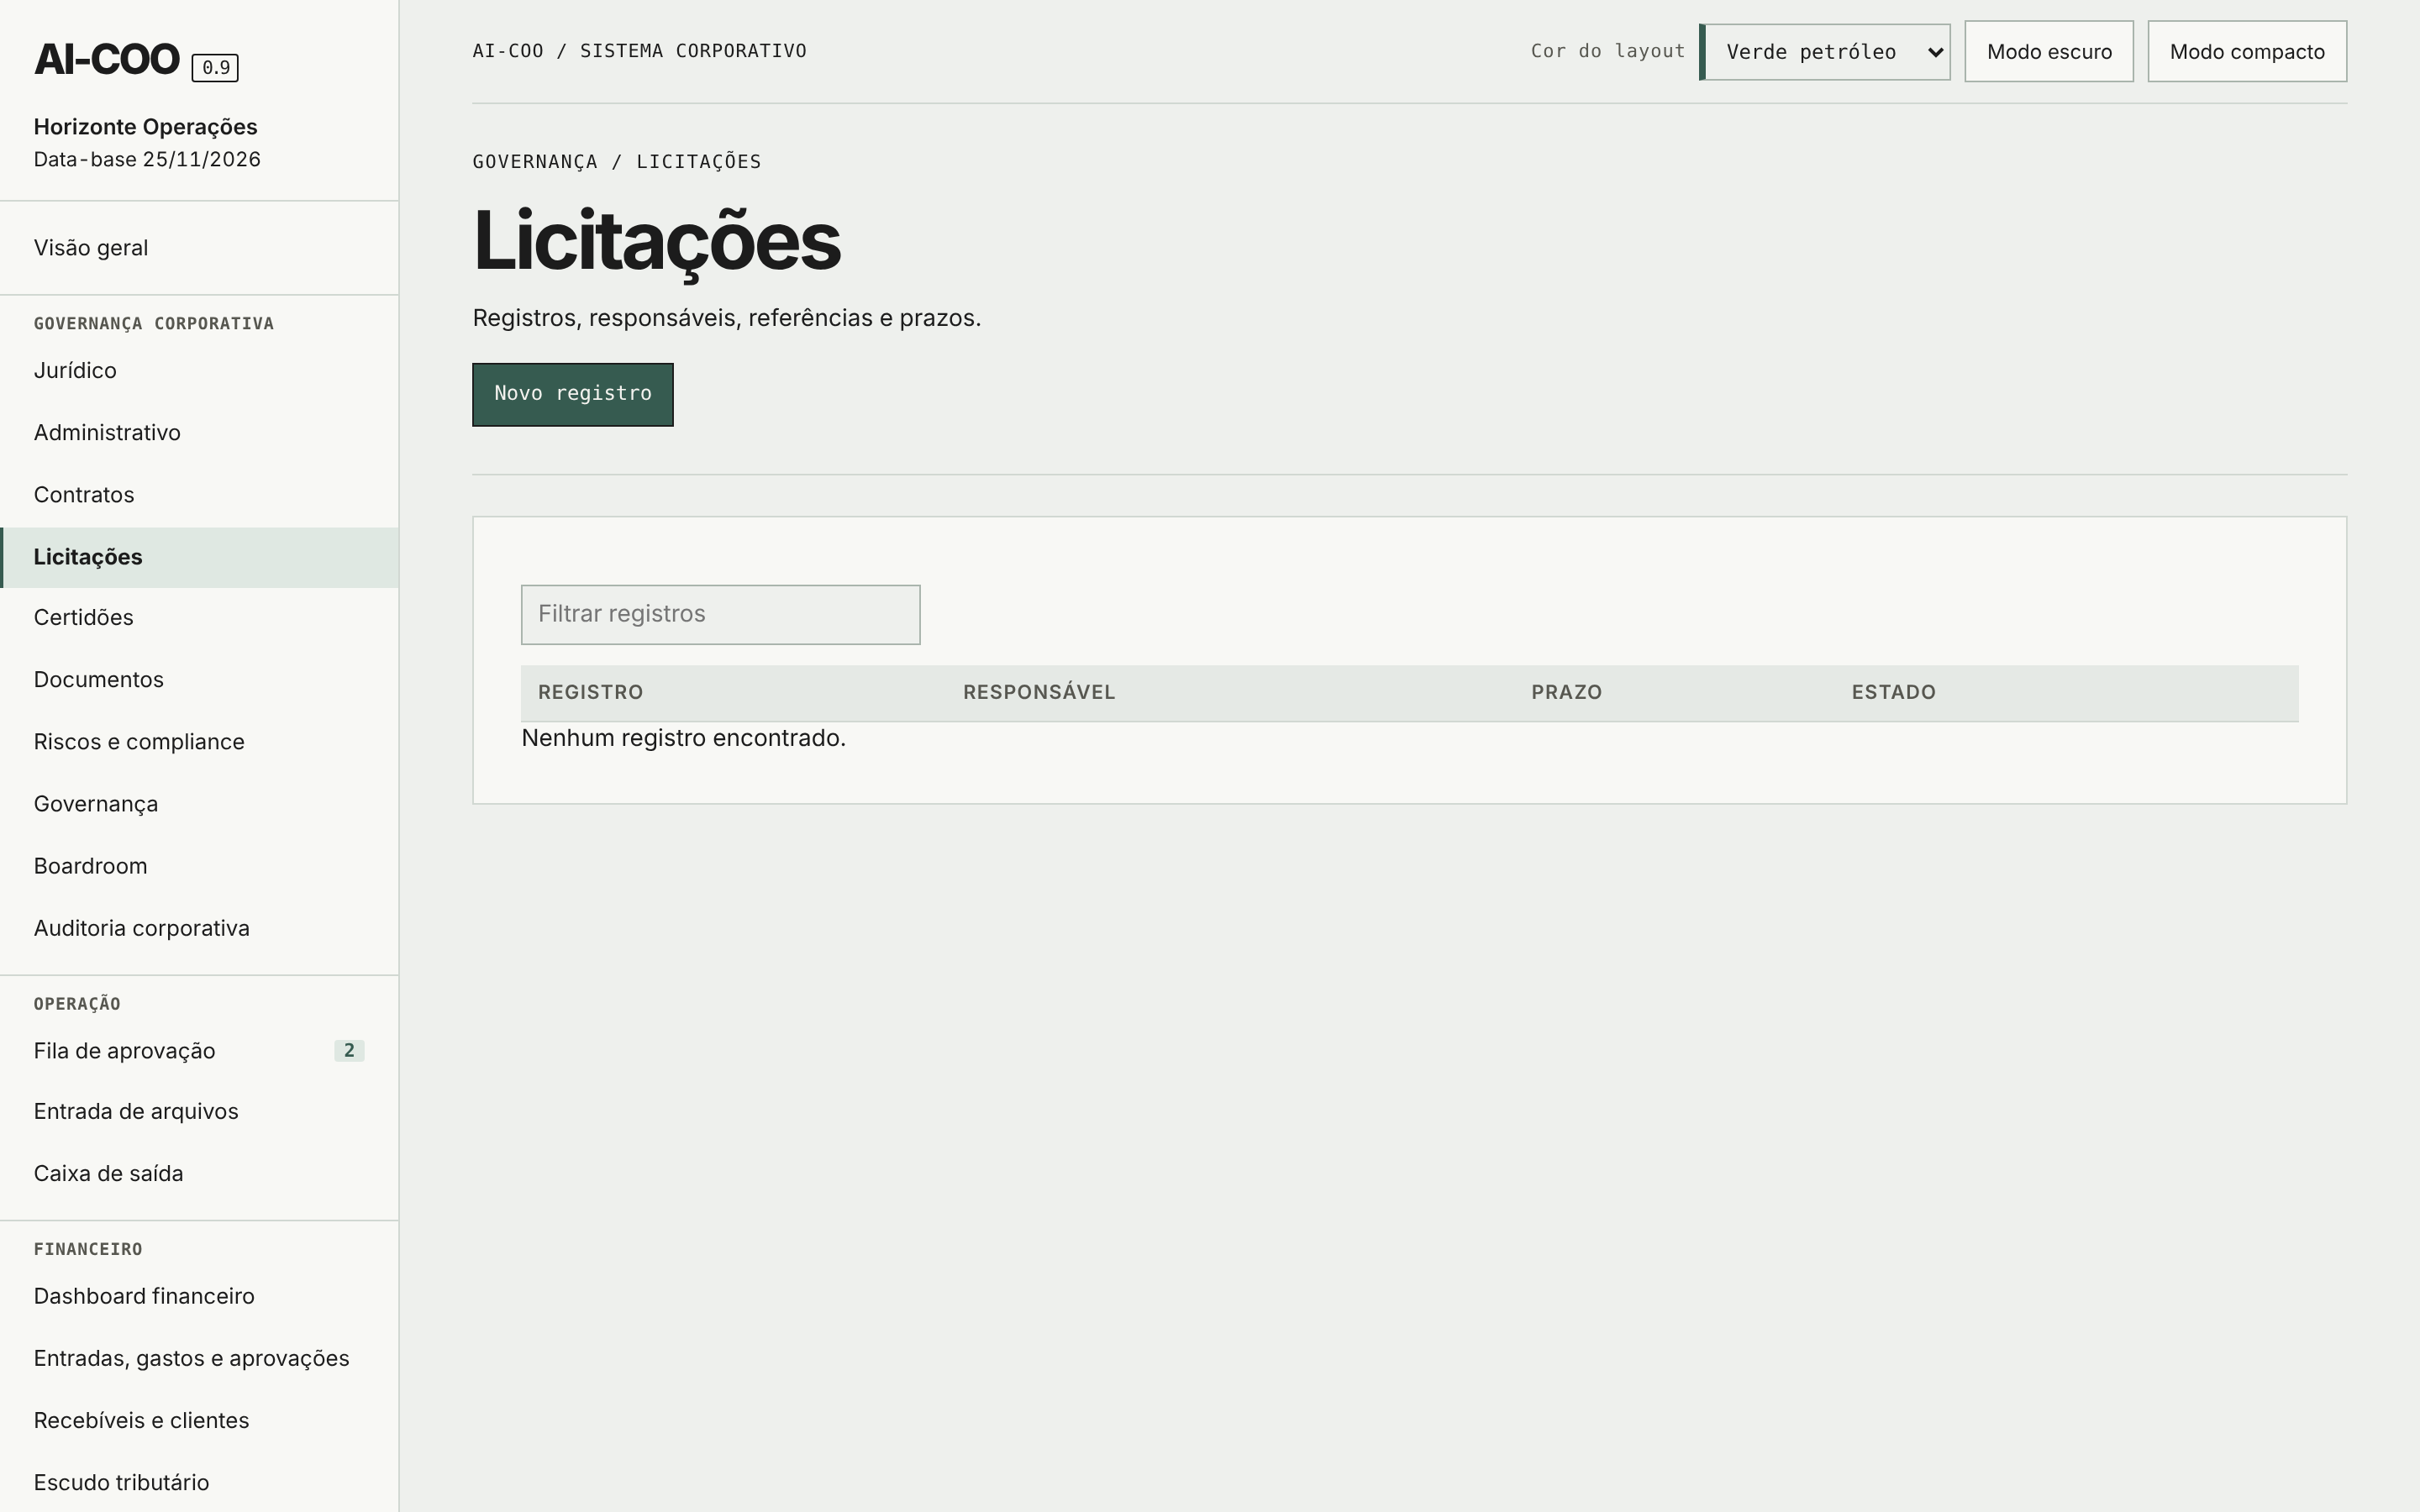 AI-COO 0.9
Horizonte Operações
Data-base 25/11/2026
Visão geral
GOVERNANÇA CORPORATIVA
Jurídico
Administrativo
Contratos
Licitações
Certidões
Documentos
Riscos e compliance
Governança
Boardroom
Auditoria corporativa
OPERAÇÃO
Fila de aprovação 2
Entrada de arquivos
Caixa de saída
FINANCEIRO
Dashboard financeiro
Entradas, gastos e aprovações
Recebíveis e clientes
Escudo tributário
AI-COO / SISTEMA CORPORATIVO
Cor do layout Verde petróleo Modo escuro Modo compacto
GOVERNANÇA / LICITAÇÕES
Licitações
Registros, responsáveis, referências e prazos.
Novo registro
Filtrar registros
REGISTRO RESPONSÁVEL PRAZO ESTADO
Nenhum registro encontrado.